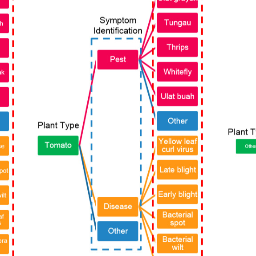 Symptom
Identification
Plant Type
Tomato
Pest
Disease
Other
Tungau
Thrips
Whitefly
Ulat buah
Other
Yellow leaf
curl virus
Late blight
Early blight
Bacterial
spot
Bacterial
wilt
Plant T
Other